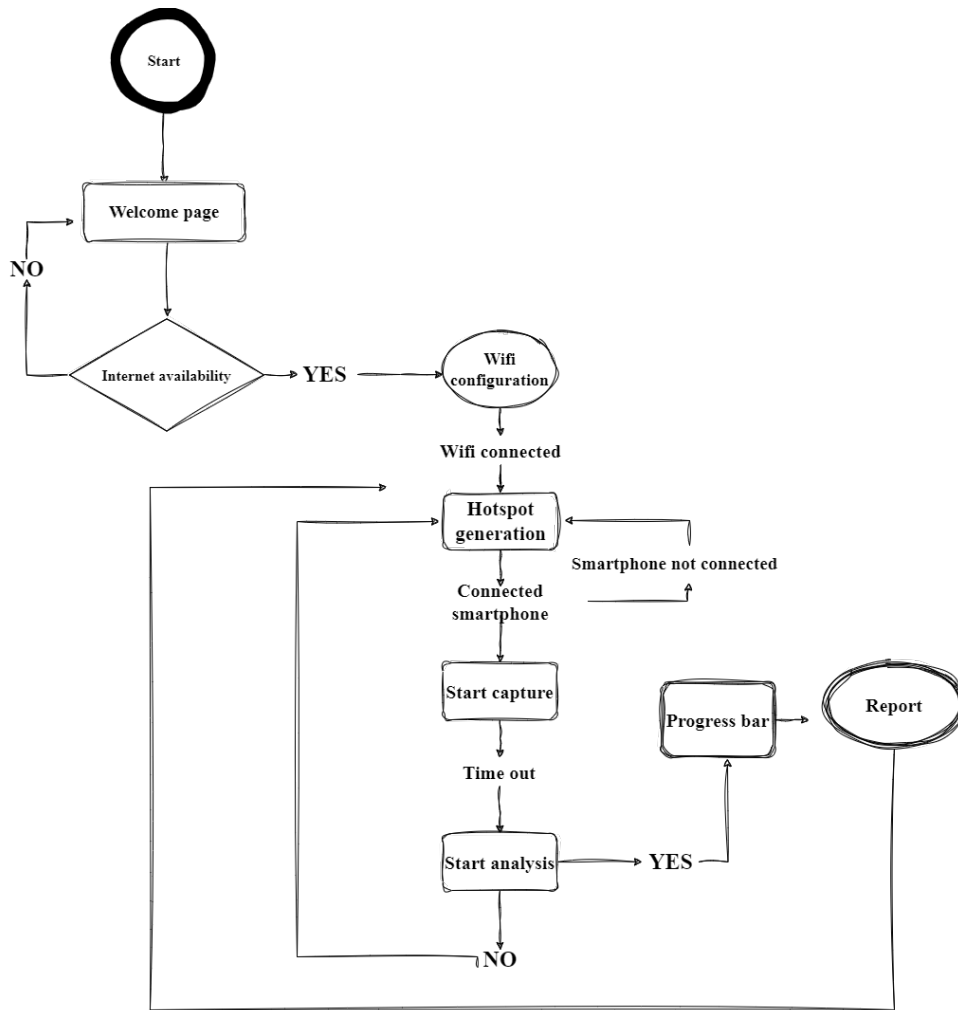 Start
Welcome page
NO
Internet availability
YES
Wifi
configuration
Wifi connected
Hotspot
generation
Smartphone not connected
Connected
smartphone
Start capture
Progress bar
Report
Time out
Start analysis
YES
NO